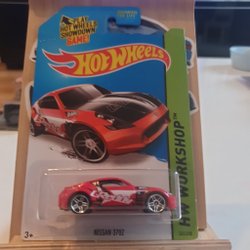 PLAY
HOT WHEELS
SHOWDOWN
GAME!
HOT WHEELS
HW WORKSHOP
NISSAN 370Z